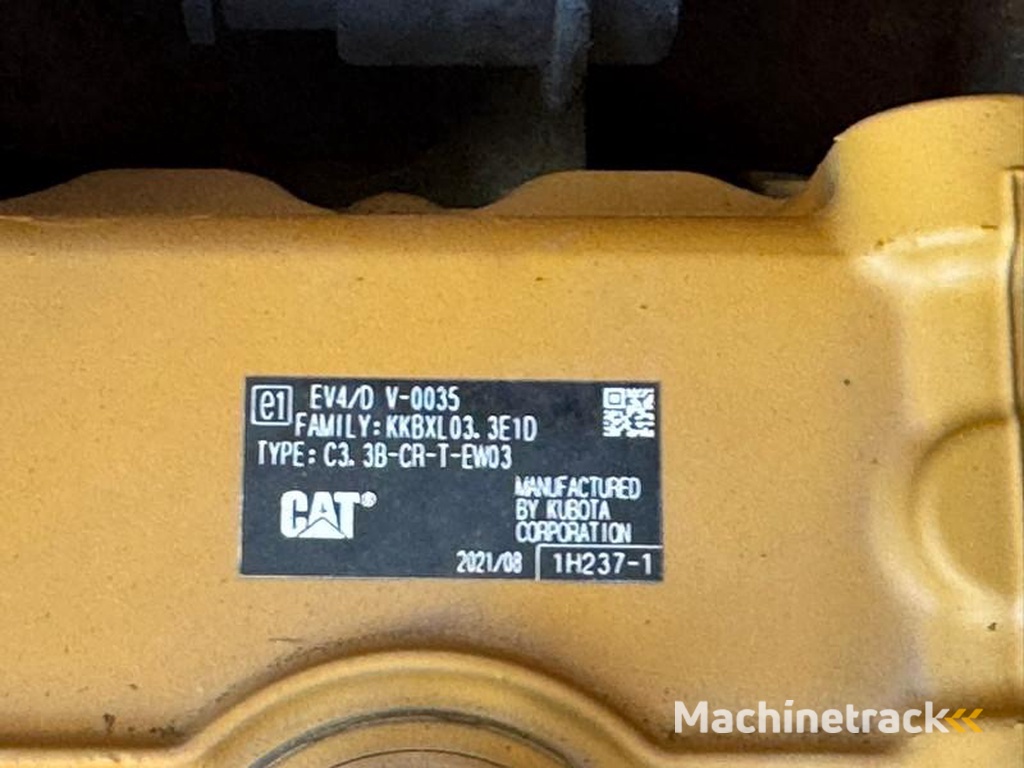 e1 EV4/D V-0035
FAMILY:KKBXL03.3E1D
TYPE:C3.3B-CR-T-EW03
CAT®
MANUFACTURED
BY KUBOTA
CORPORATION
2021/08 1H237-1
Machinetrack